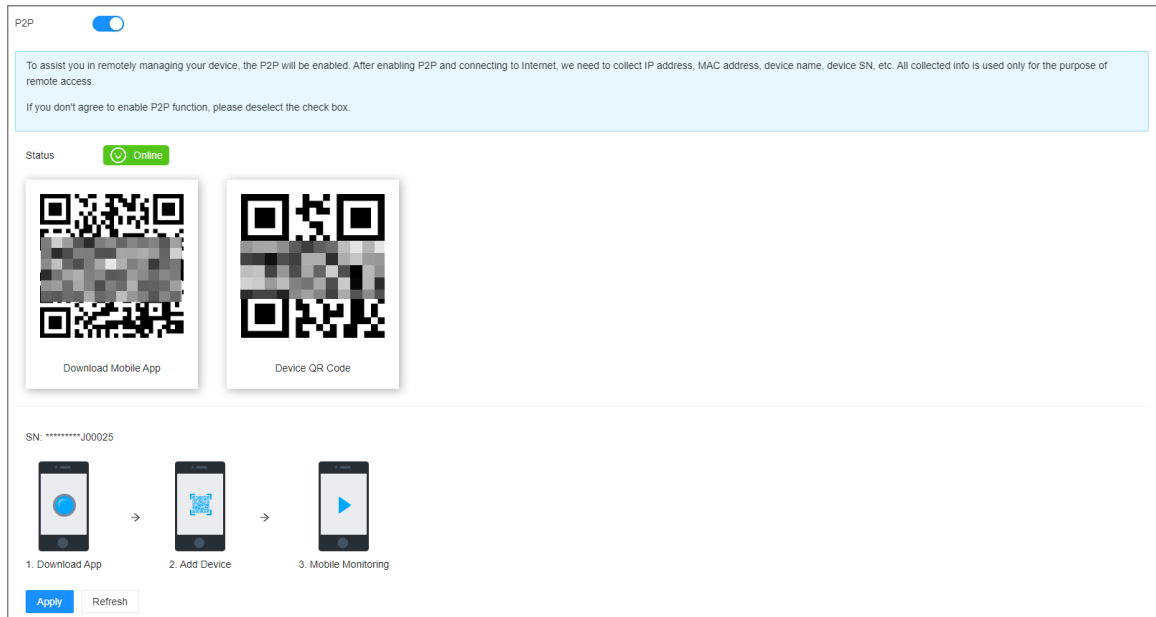 P2P
To assist you in remotely managing your device, the P2P will be enabled. After enabling P2P and connecting to Internet, we need to collect IP address, MAC address, device name, device SN, etc. All collected info is used only for the purpose of
remote access.
If you don't agree to enable P2P function, please deselect the check box.
Status
Online
Download Mobile App
Device QR Code
SN: *********J00025
1. Download App
2. Add Device
3. Mobile Monitoring
Apply
Refresh